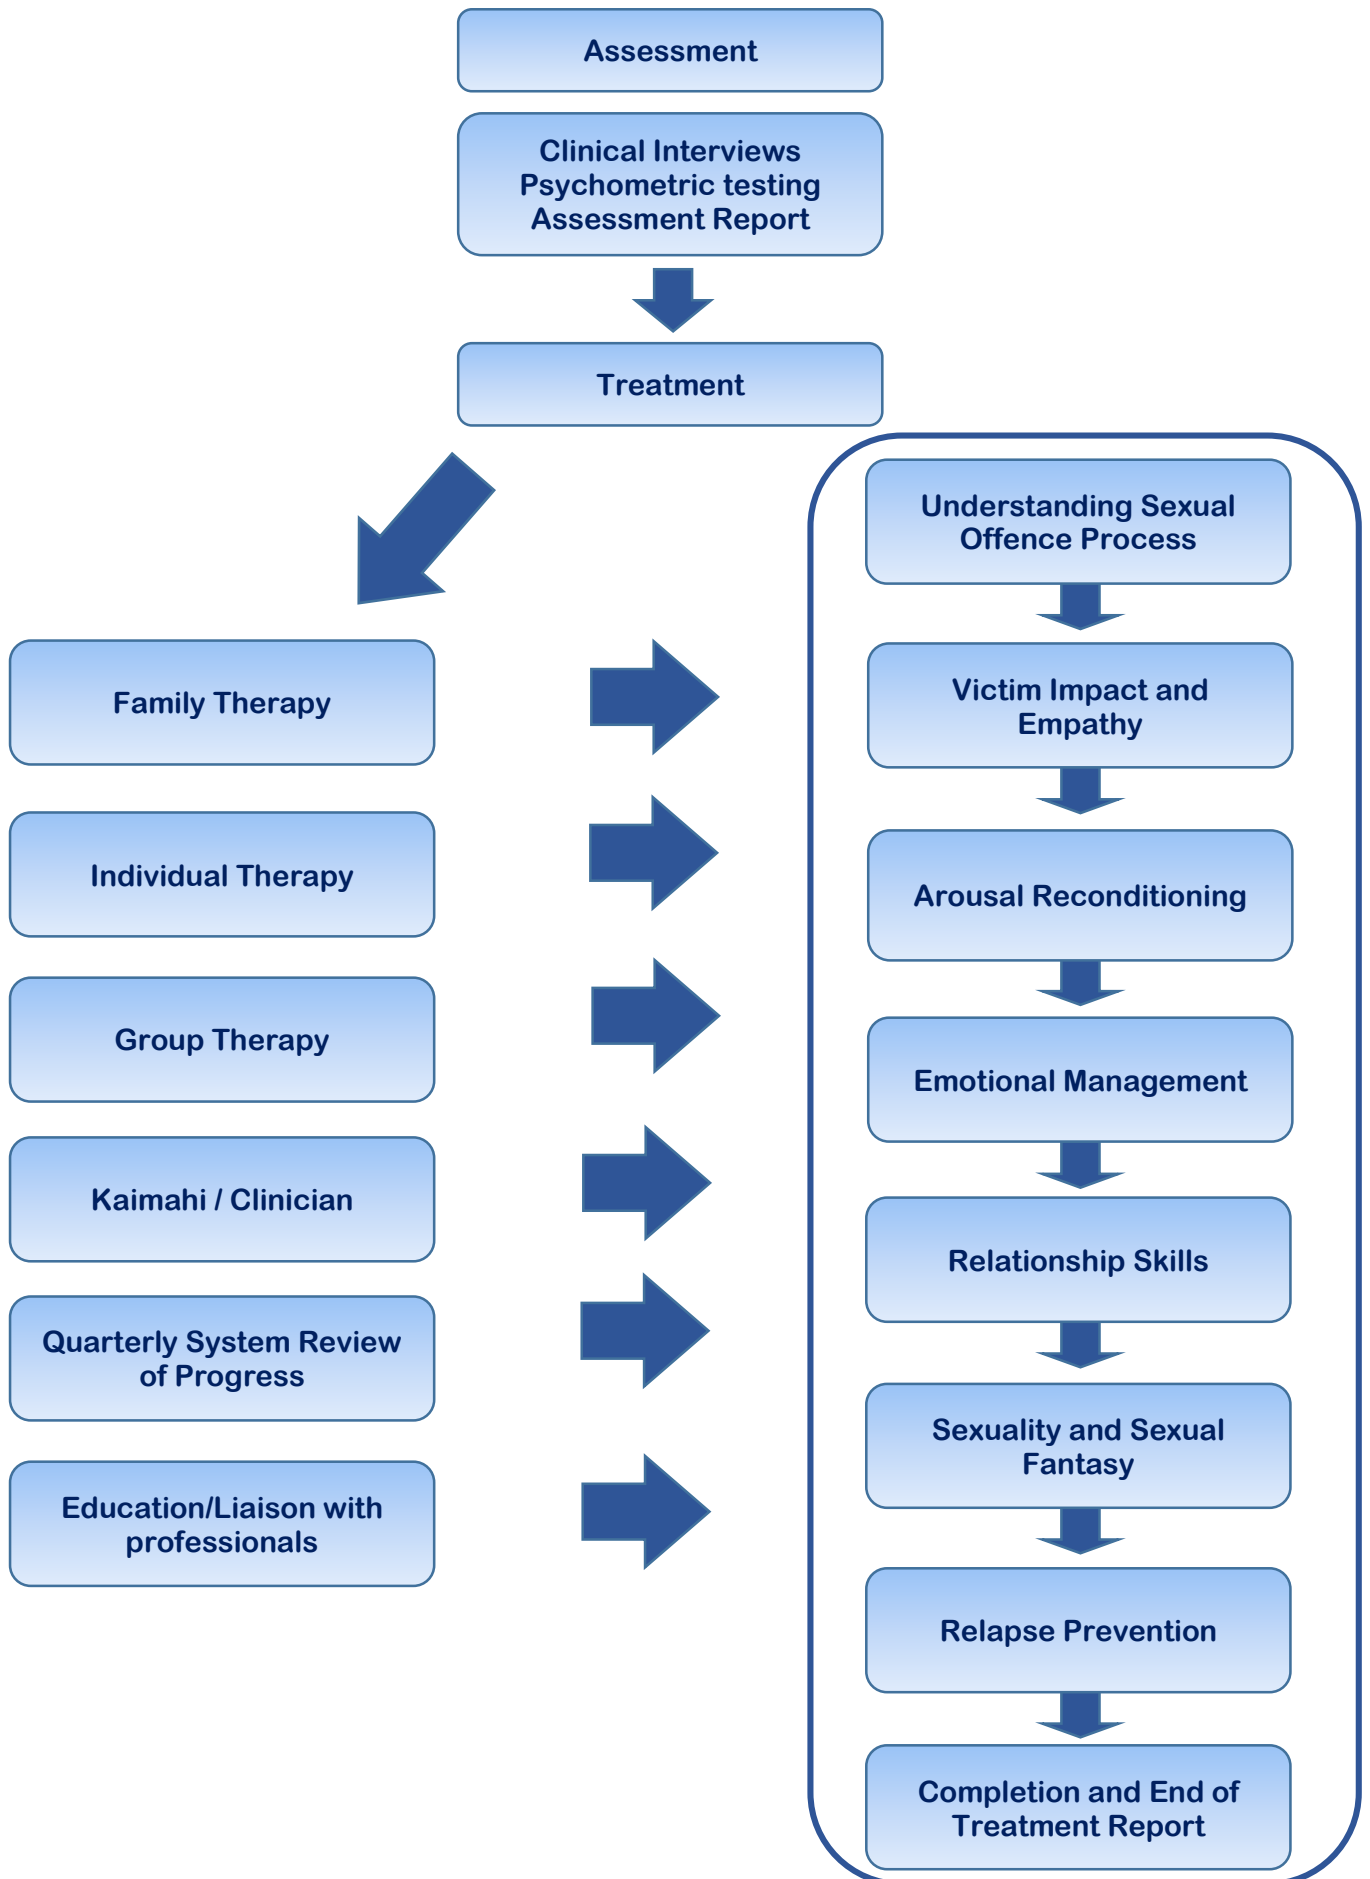 Assessment
Clinical Interviews
Psychometric testing
Assessment Report
Treatment
Family Therapy
Individual Therapy
Group Therapy
Kaimahi / Clinician
Quarterly System Review
of Progress
Education/Liaison with
professionals
Understanding Sexual
Offence Process
Victim Impact and
Empathy
Arousal Reconditioning
Emotional Management
Relationship Skills
Sexuality and Sexual
Fantasy
Relapse Prevention
Completion and End of
Treatment Report